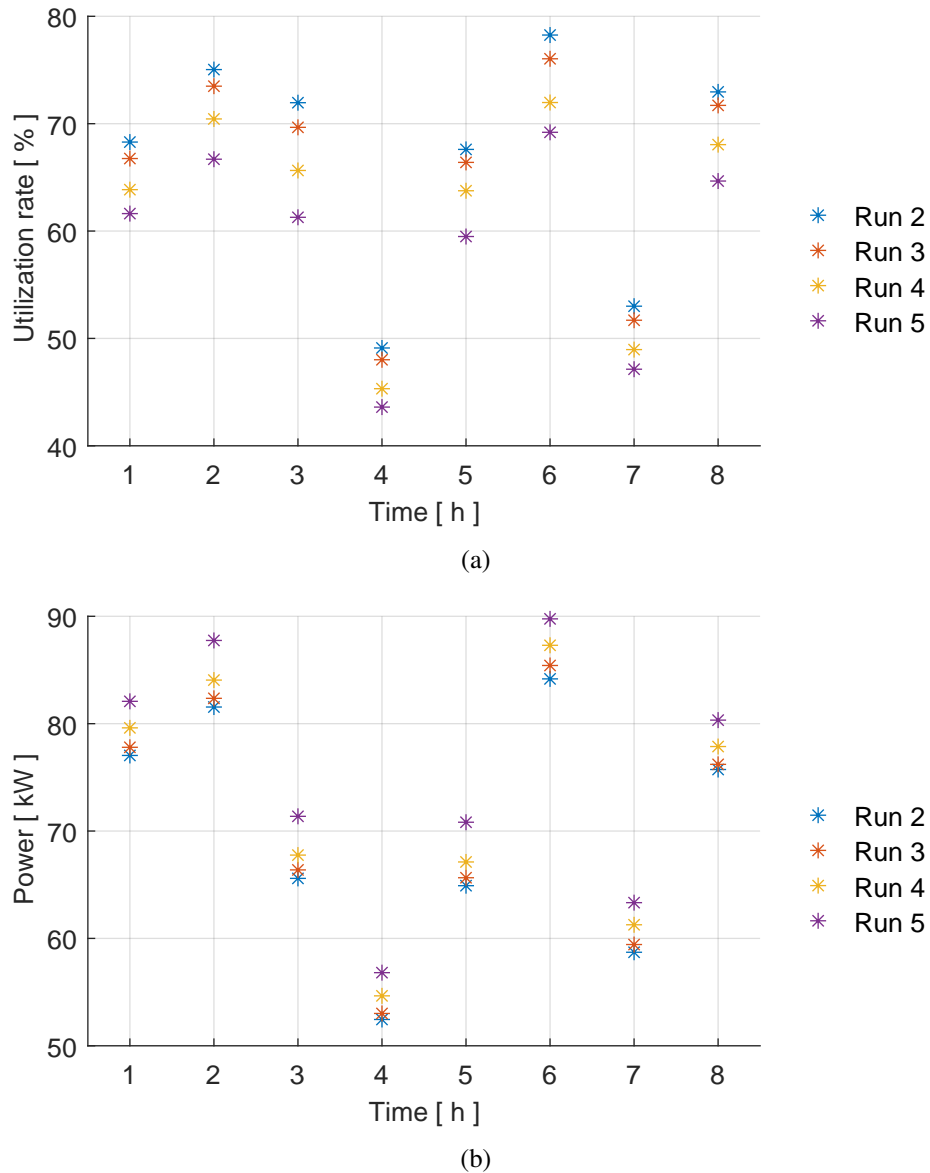 80
70
60
50
40
Utilization rate [ % ]
1 2 3 4 5 6 7 8
Time [ h ]
Run 2
Run 3
Run 4
Run 5
(a)
90
80
70
60
50
Power [ kW ]
1 2 3 4 5 6 7 8
Time [ h ]
Run 2
Run 3
Run 4
Run 5
(b)